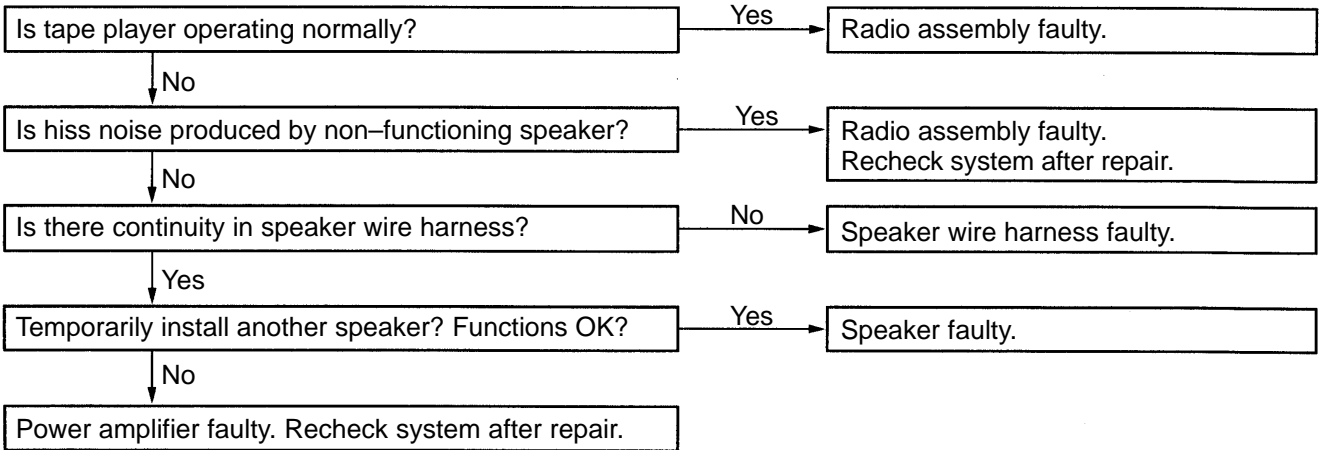 Is tape player operating normally?
Yes
Radio assembly faulty.
No
Is hiss noise produced by non–functioning speaker?
Yes
Radio assembly faulty.
Recheck system after repair.
No
Is there continuity in speaker wire harness?
No
Speaker wire harness faulty.
Yes
Temporarily install another speaker? Functions OK?
Yes
Speaker faulty.
No
Power amplifier faulty. Recheck system after repair.